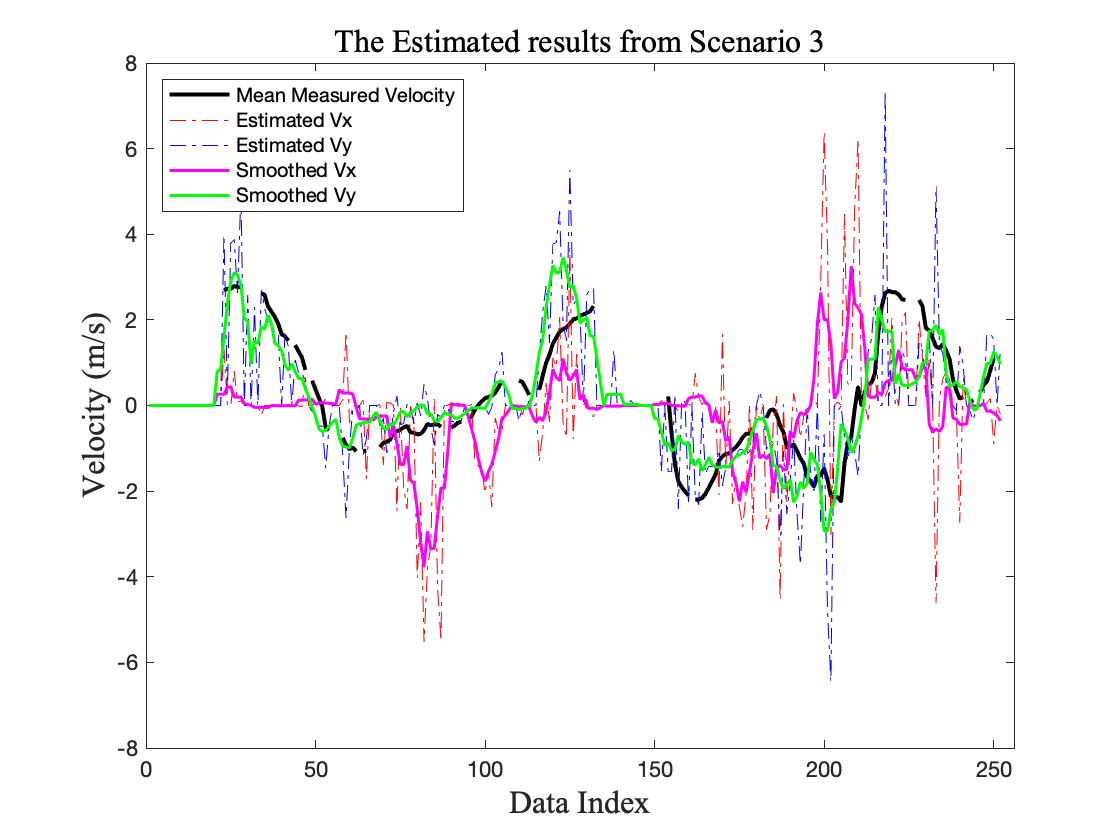 The Estimated results from Scenario 3
Mean Measured Velocity
Estimated Vx
Estimated Vy
Smoothed Vx
Smoothed Vy
8
6
4
2
0
-2
-4
-6
-8
Velocity (m/s)
0 50 100 150 200 250
Data Index